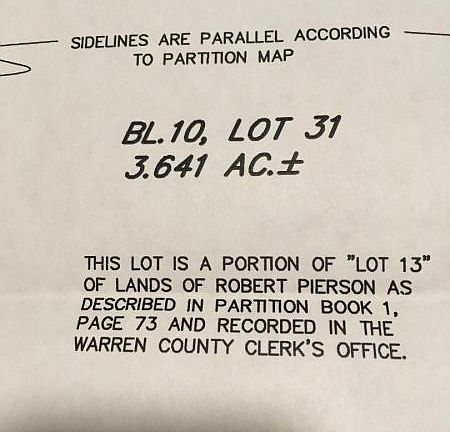 SIDELINES ARE PARALLEL ACCORDING
TO PARTITION MAP
BL.10, LOT 31
3.641 AC.±
THIS LOT IS A PORTION OF "LOT 13"
OF LANDS OF ROBERT PIERSON AS
DESCRIBED IN PARTITION BOOK 1,
PAGE 73 AND RECORDED IN THE
WARREN COUNTY CLERK'S OFFICE.